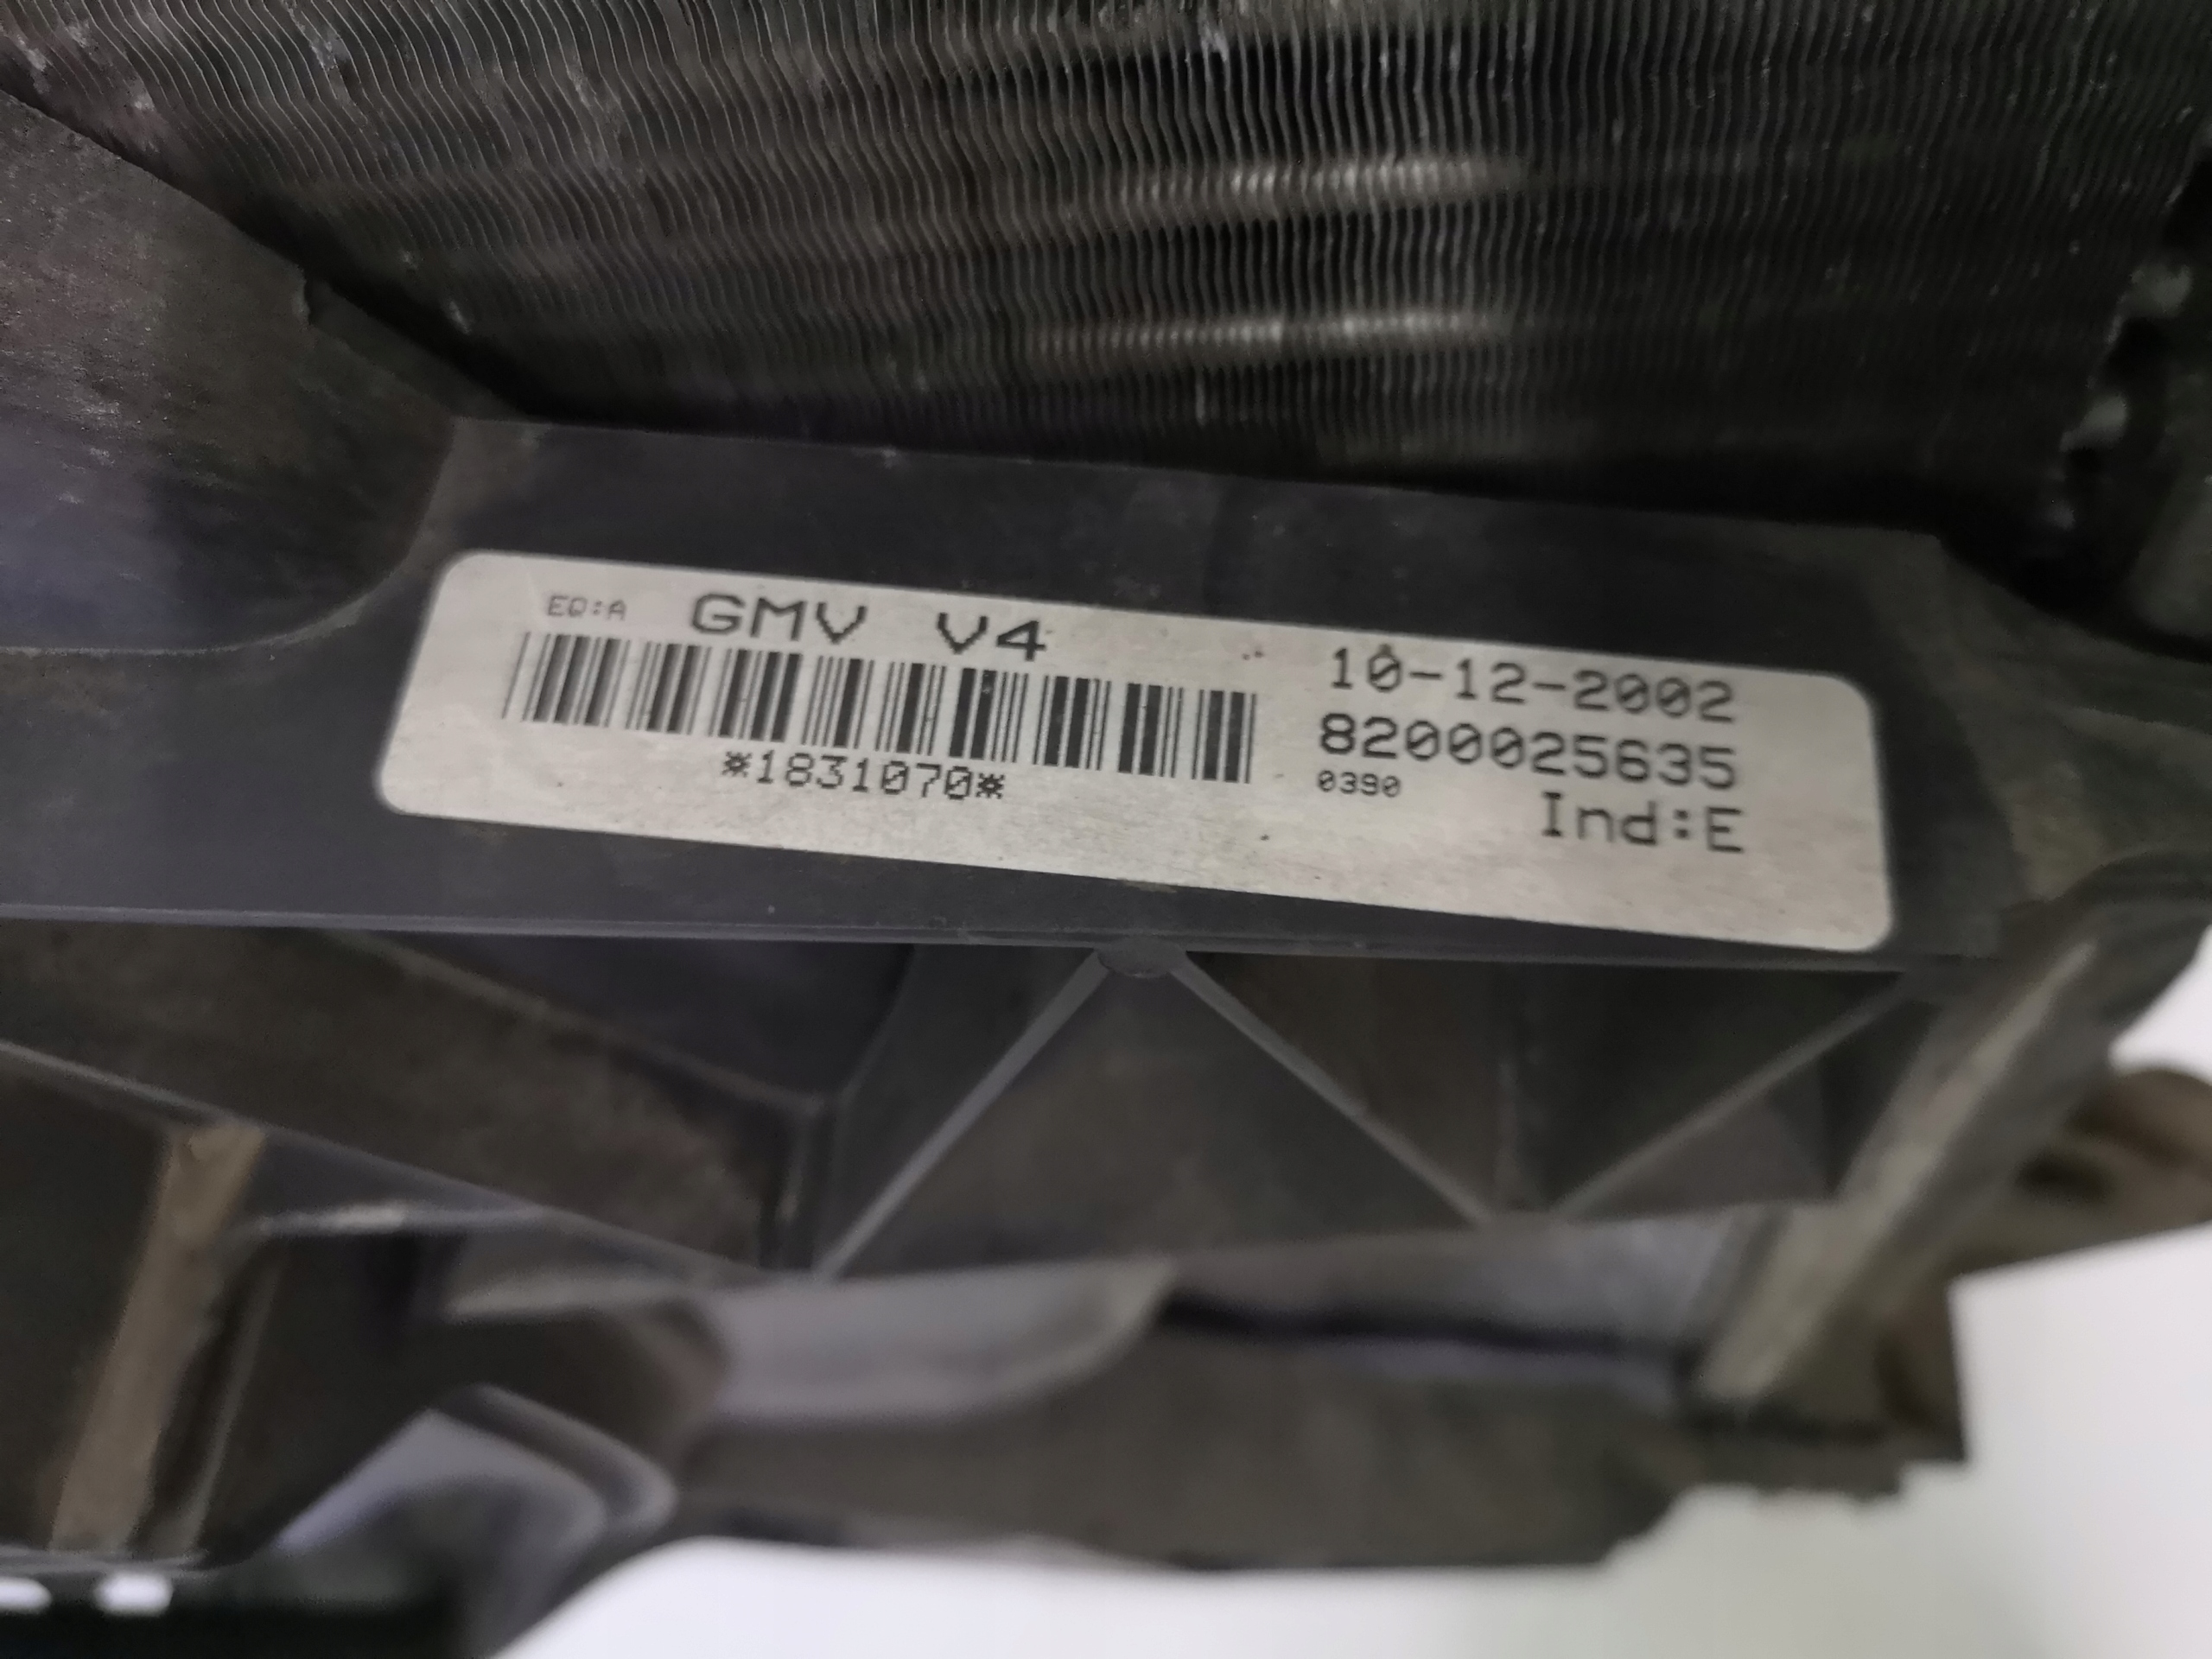 EQ:A GMV V4
*1831070*
10-12-2002
8200025635
0390
Ind:E